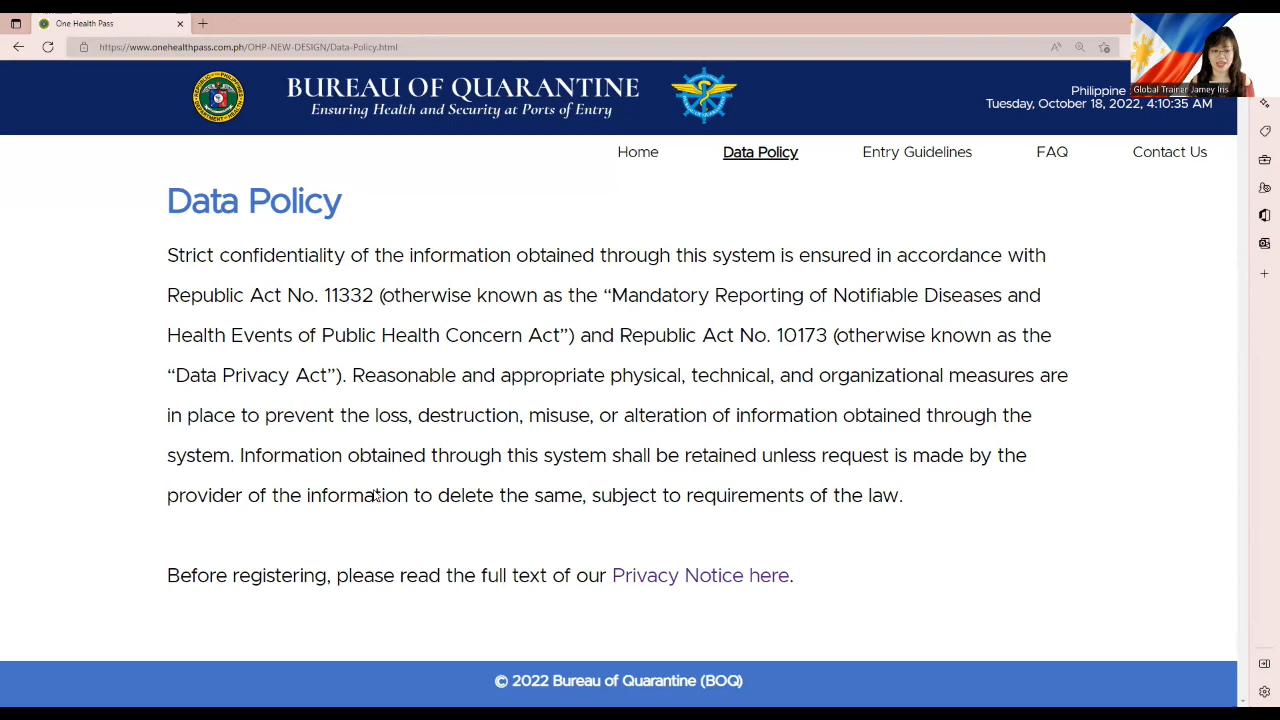 One Health Pass
https://www.onehealthpass.com.ph/OHP-NEW-DESIGN/Data-Policy.html
Global Trainer Jamey Iris
BUREAU OF QUARANTINE
Ensuring Health and Security at Ports of Entry
Philippine
Tuesday, October 18, 2022, 4:10:35 AM
Home Data Policy Entry Guidelines FAQ Contact Us
Data Policy
Strict confidentiality of the information obtained through this system is ensured in accordance with
Republic Act No. 11332 (otherwise known as the “Mandatory Reporting of Notifiable Diseases and
Health Events of Public Health Concern Act”) and Republic Act No. 10173 (otherwise known as the
“Data Privacy Act”). Reasonable and appropriate physical, technical, and organizational measures are
in place to prevent the loss, destruction, misuse, or alteration of information obtained through the
system. Information obtained through this system shall be retained unless request is made by the
provider of the information to delete the same, subject to requirements of the law.
Before registering, please read the full text of our Privacy Notice here.
© 2022 Bureau of Quarantine (BOQ)